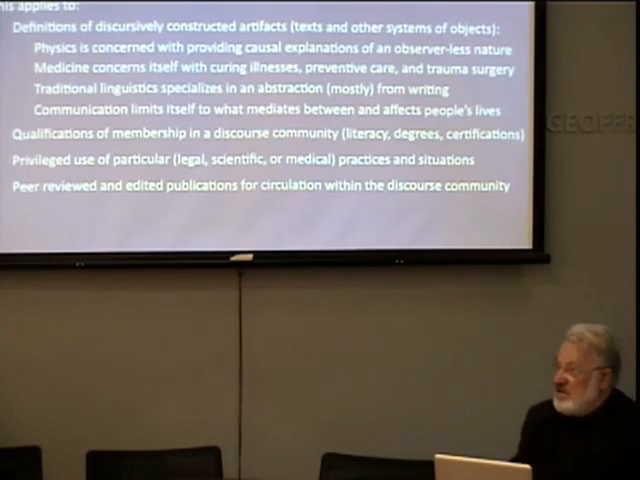 his applies to:
Definitions of discursively constructed artifacts (texts and other systems of objects):
Physics is concerned with providing causal explanations of an observer-less nature
Medicine concerns itself with curing illnesses, preventive care, and trauma surgery
Traditional linguistics specializes in an abstraction (mostly) from writing
Communication limits itself to what mediates between and affects people's lives
Qualifications of membership in a discourse community (literacy, degrees, certifications)
Privileged use of particular (legal, scientific, or medical) practices and situations
Peer reviewed and edited publications for circulation within the discourse community
GEOFFR